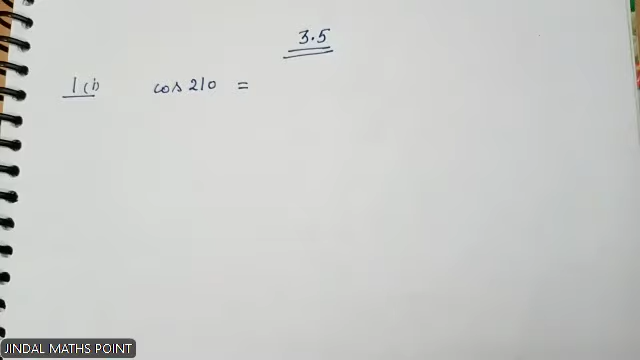 3.5
1 (i) cos 210 =
JINDAL MATHS POINT